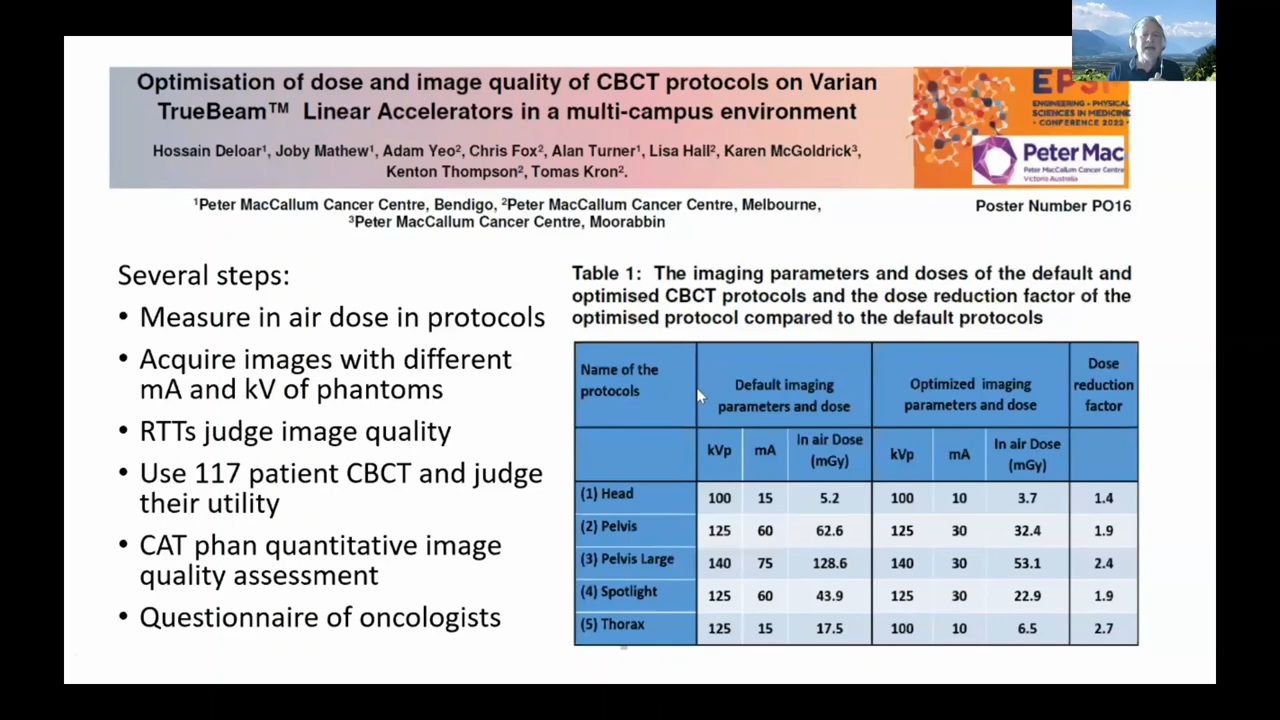 Optimisation of dose and image quality of CBCT protocols on Varian
TrueBeam™ Linear Accelerators in a multi-campus environment
Hossain Deloar¹, Joby Mathew¹, Adam Yeo², Chris Fox², Alan Turner¹, Lisa Hall², Karen McGoldrick³,
Kenton Thompson², Tomas Kron².
ENGINEERING · PHYSICAL
SCIENCES IN MEDICINE
· CONFERENCE 2022 ·
Peter Mac
Peter MacCallum Cancer Centre
Victoria Australia
¹Peter MacCallum Cancer Centre, Bendigo, ²Peter MacCallum Cancer Centre, Melbourne,
³Peter MacCallum Cancer Centre, Moorabbin
Poster Number PO16
Several steps:
• Measure in air dose in protocols
• Acquire images with different
mA and kV of phantoms
• RTTs judge image quality
• Use 117 patient CBCT and judge
their utility
• CAT phan quantitative image
quality assessment
• Questionnaire of oncologists
Table 1: The imaging parameters and doses of the default and
optimised CBCT protocols and the dose reduction factor of the
optimised protocol compared to the default protocols
Name of the
protocols
Default imaging
parameters and dose
Optimized imaging
parameters and dose
Dose
reduction
factor
kVp mA In air Dose
(mGy)
kVp mA In air Dose
(mGy)
(1) Head 100 15 5.2 100 10 3.7 1.4
(2) Pelvis 125 60 62.6 125 30 32.4 1.9
(3) Pelvis Large 140 75 128.6 140 30 53.1 2.4
(4) Spotlight 125 60 43.9 125 30 22.9 1.9
(5) Thorax 125 15 17.5 100 10 6.5 2.7